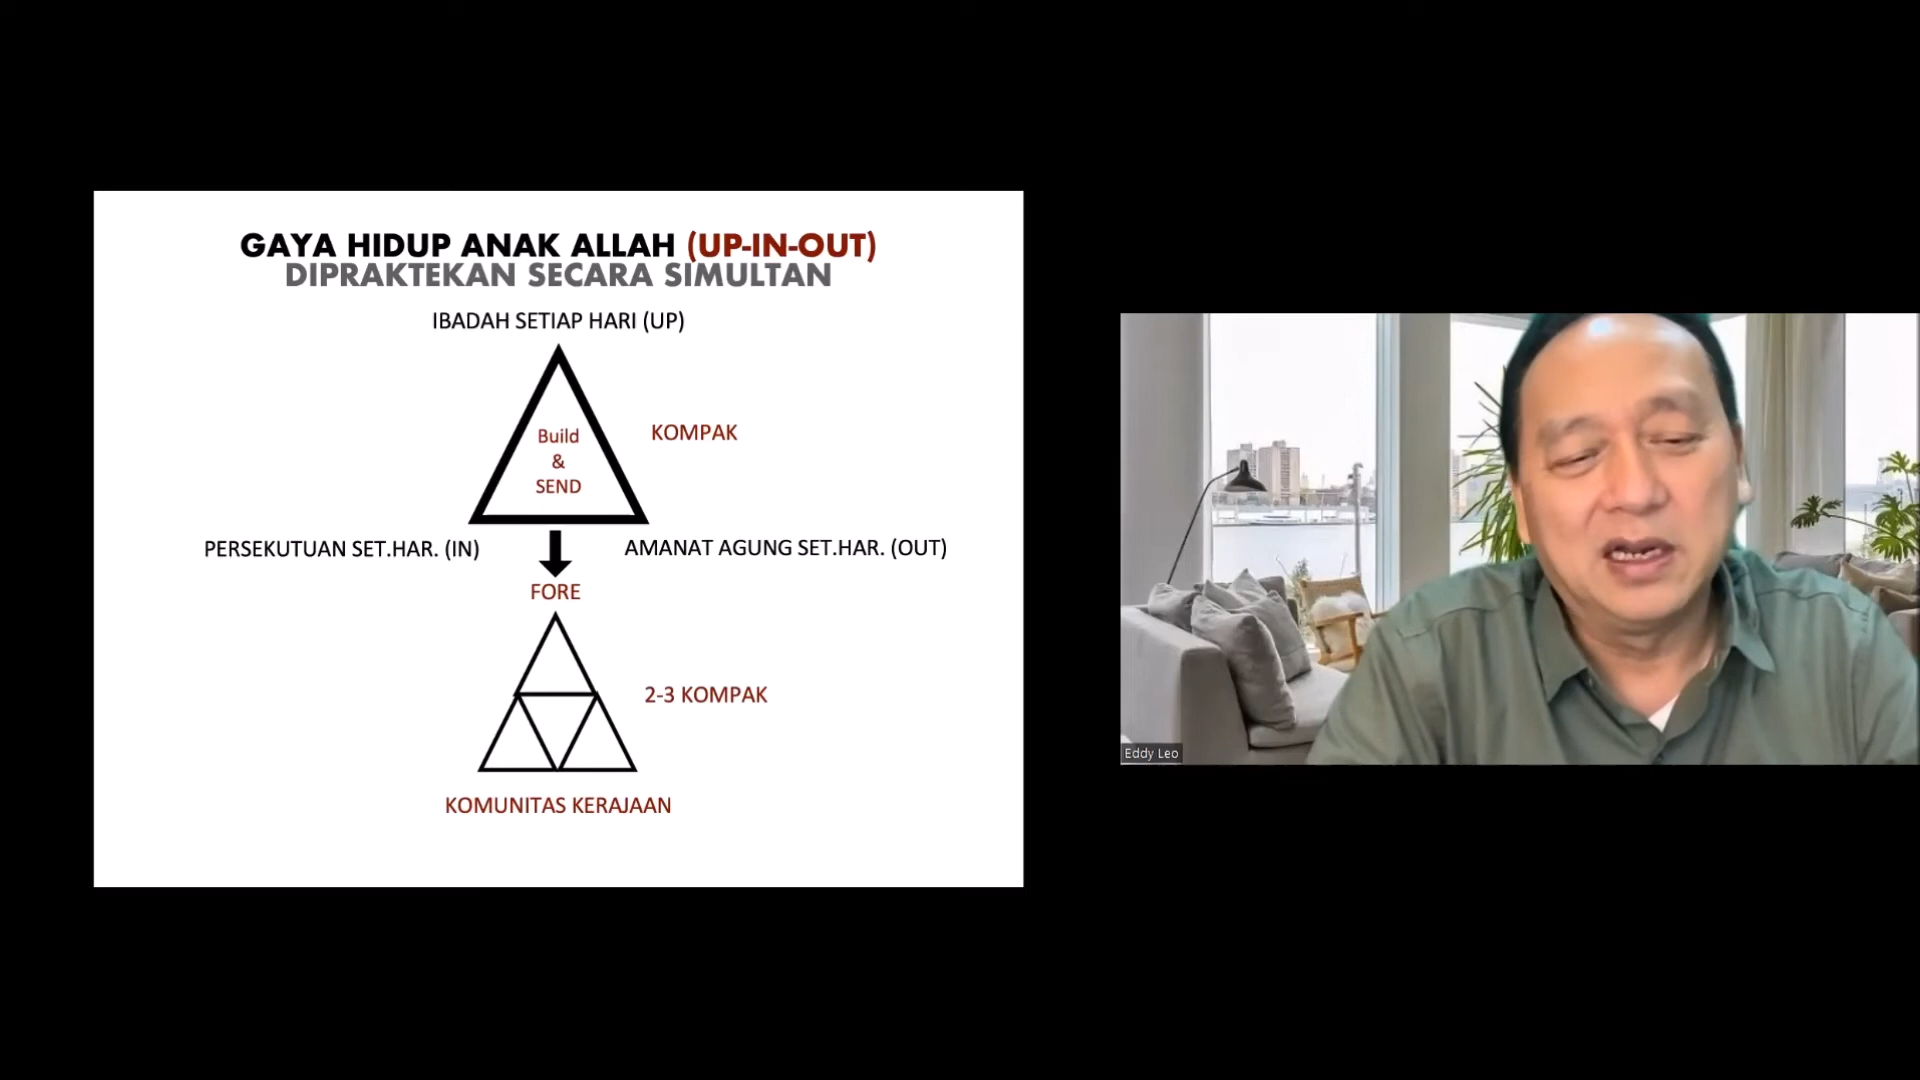 GAYA HIDUP ANAK ALLAH (UP-IN-OUT)
DIPRAKTEKAN SECARA SIMULTAN
IBADAH SETIAP HARI (UP)
Build
&
SEND
KOMPAK
PERSEKUTUAN SET.HAR. (IN)
AMANAT AGUNG SET.HAR. (OUT)
FORE
2-3 KOMPAK
KOMUNITAS KERAJAAN
Eddy Leo